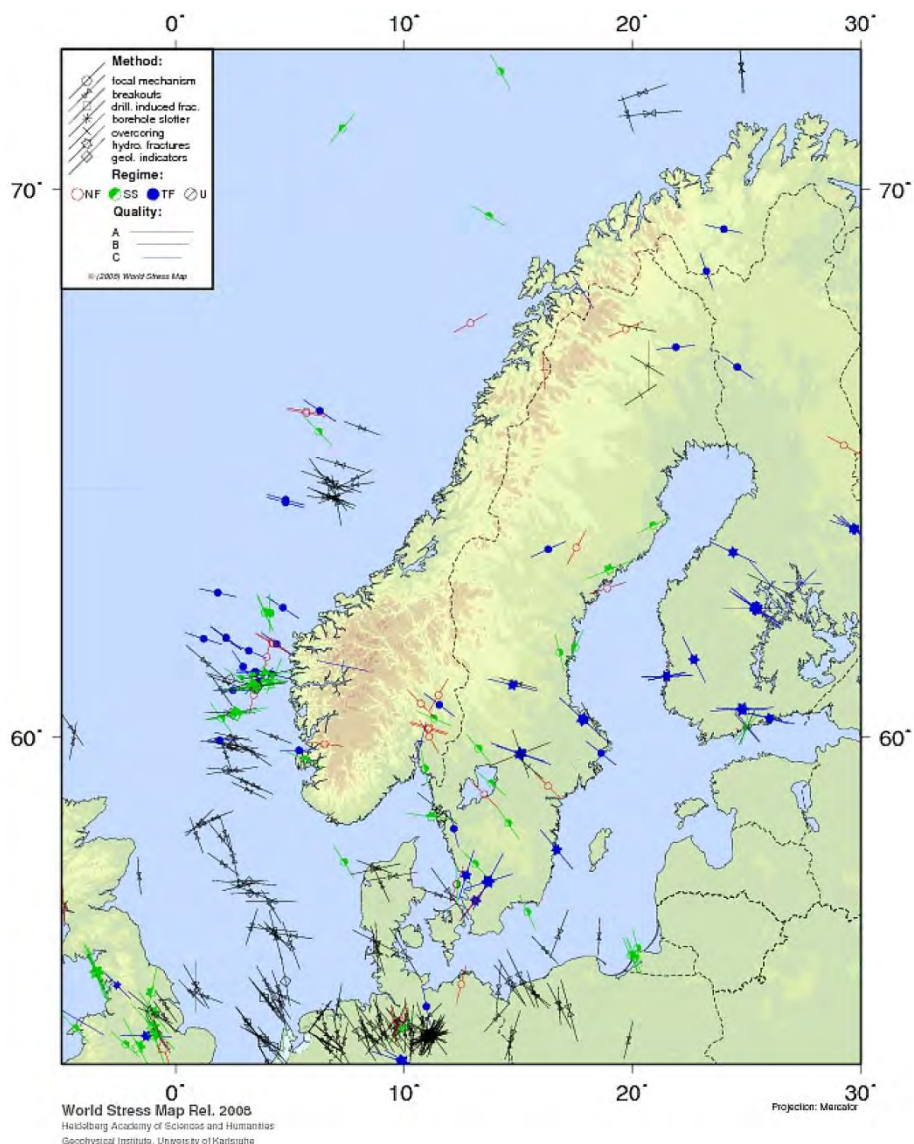 0° 10° 20° 30°
Method:
focal mechanism
breakouts
drill. induced frac.
borehole slotter
overcoring
hydro. fractures
geol. indicators
Regime:
NF SS TF U
Quality:
A
B
C
© (2008) World Stress Map
70° 70°
60° 60°
0° 10° 20° 30°
World Stress Map Rel. 2008
Projection: Mercator
Heidelberg Academy of Sciences and Humanities
Geophysical Institute, University of Karlsruhe